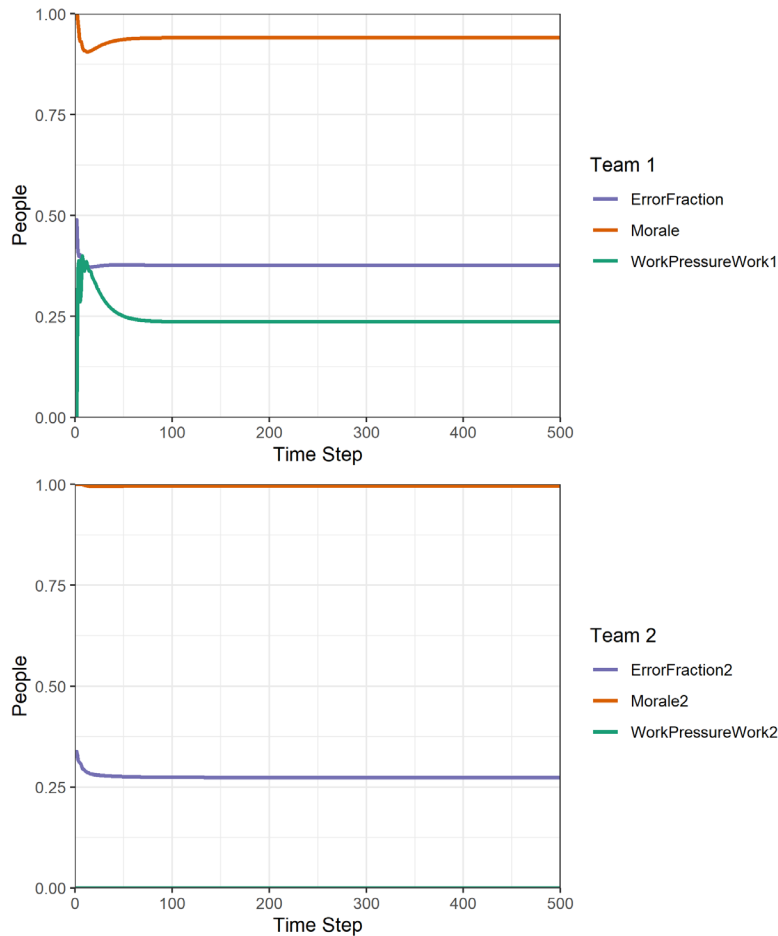 1.00
0.75
0.50
0.25
0.00
People
0 100 200 300 400 500
Time Step
Team 1
ErrorFraction
Morale
WorkPressureWork1
1.00
0.75
0.50
0.25
0.00
People
0 100 200 300 400 500
Time Step
Team 2
ErrorFraction2
Morale2
WorkPressureWork2